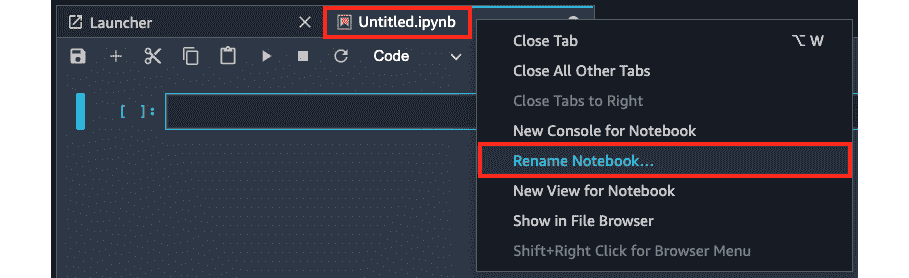 Launcher
Untitled.ipynb
Code
[ ]:
Close Tab ⌥ W
Close All Other Tabs
Close Tabs to Right
New Console for Notebook
Rename Notebook…
New View for Notebook
Show in File Browser
Shift+Right Click for Browser Menu